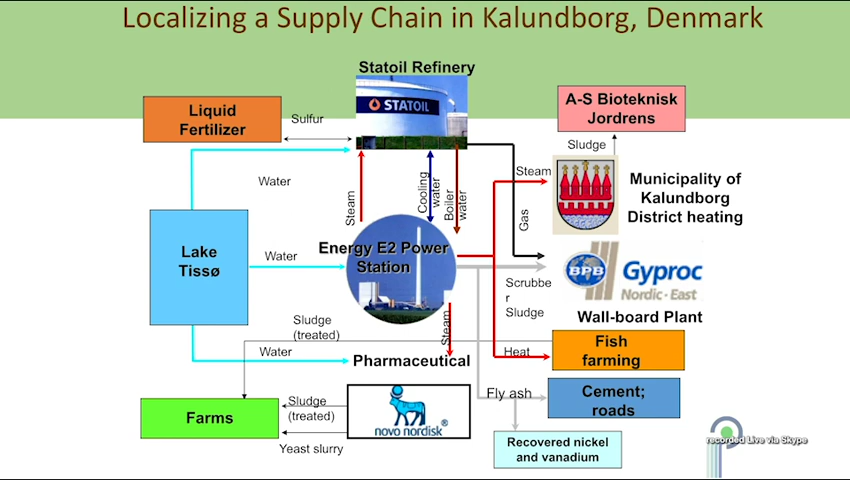 Localizing a Supply Chain in Kalundborg, Denmark
Statoil Refinery
STATOIL
Liquid
Fertilizer
Sulfur
A-S Bioteknisk
Jordrens
Sludge
Water
Steam
Cooling
water
Boiler
water
Gas
Steam
Municipality of
Kalundborg
District heating
Lake
Tissø
Water
Energy E2 Power
Station
BPB
Gyproc
Nordic - East
Scrubbe
r
Sludge
Wall-board Plant
Sludge
(treated)
Steam
Water
Pharmaceutical
Heat
Fish
farming
Fly ash
Cement;
roads
Farms
Sludge
(treated)
novo nordisk®
Yeast slurry
Recovered nickel
and vanadium
recorded Live via Skype